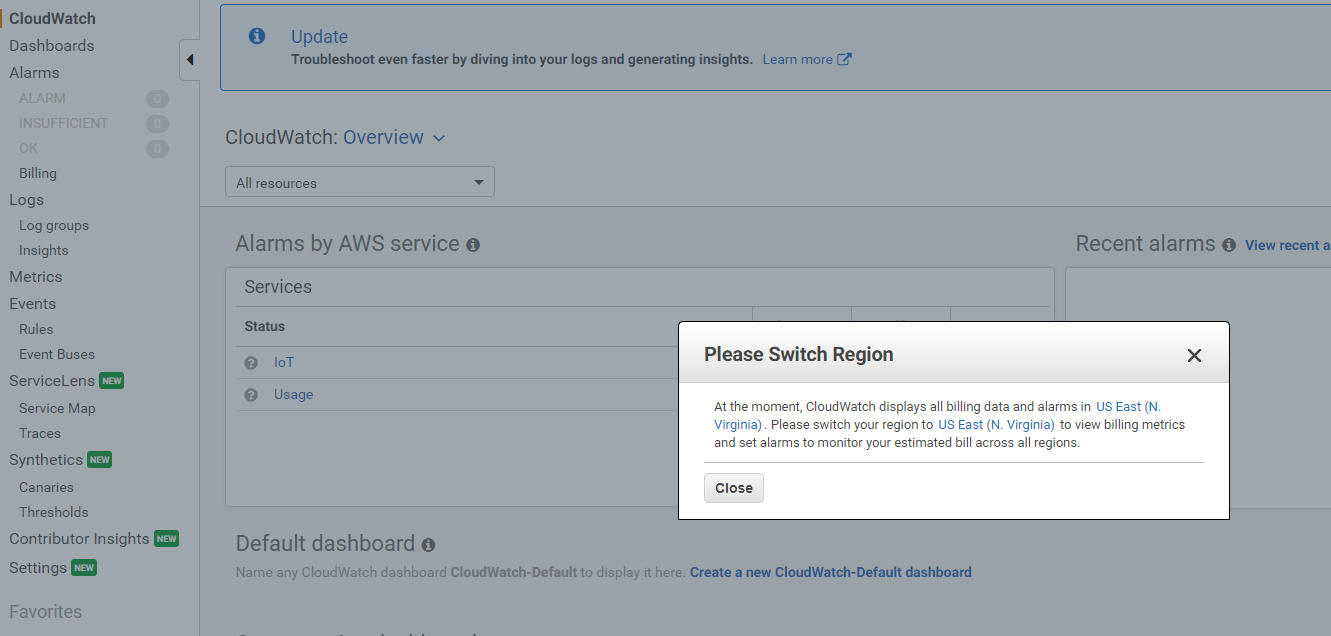 CloudWatch
Dashboards
Alarms
ALARM 0
INSUFFICIENT 0
OK 0
Billing
Logs
Log groups
Insights
Metrics
Events
Rules
Event Buses
ServiceLens NEW
Service Map
Traces
Synthetics NEW
Canaries
Thresholds
Contributor Insights NEW
Settings NEW
Favorites
Update
Troubleshoot even faster by diving into your logs and generating insights. Learn more
CloudWatch: Overview
All resources
Alarms by AWS service
Services
Status
IoT
Usage
Recent alarms View recent a
Please Switch Region
At the moment, CloudWatch displays all billing data and alarms in US East (N.
Virginia). Please switch your region to US East (N. Virginia) to view billing metrics
and set alarms to monitor your estimated bill across all regions.
Close
Default dashboard
Name any CloudWatch dashboard CloudWatch-Default to display it here. Create a new CloudWatch-Default dashboard